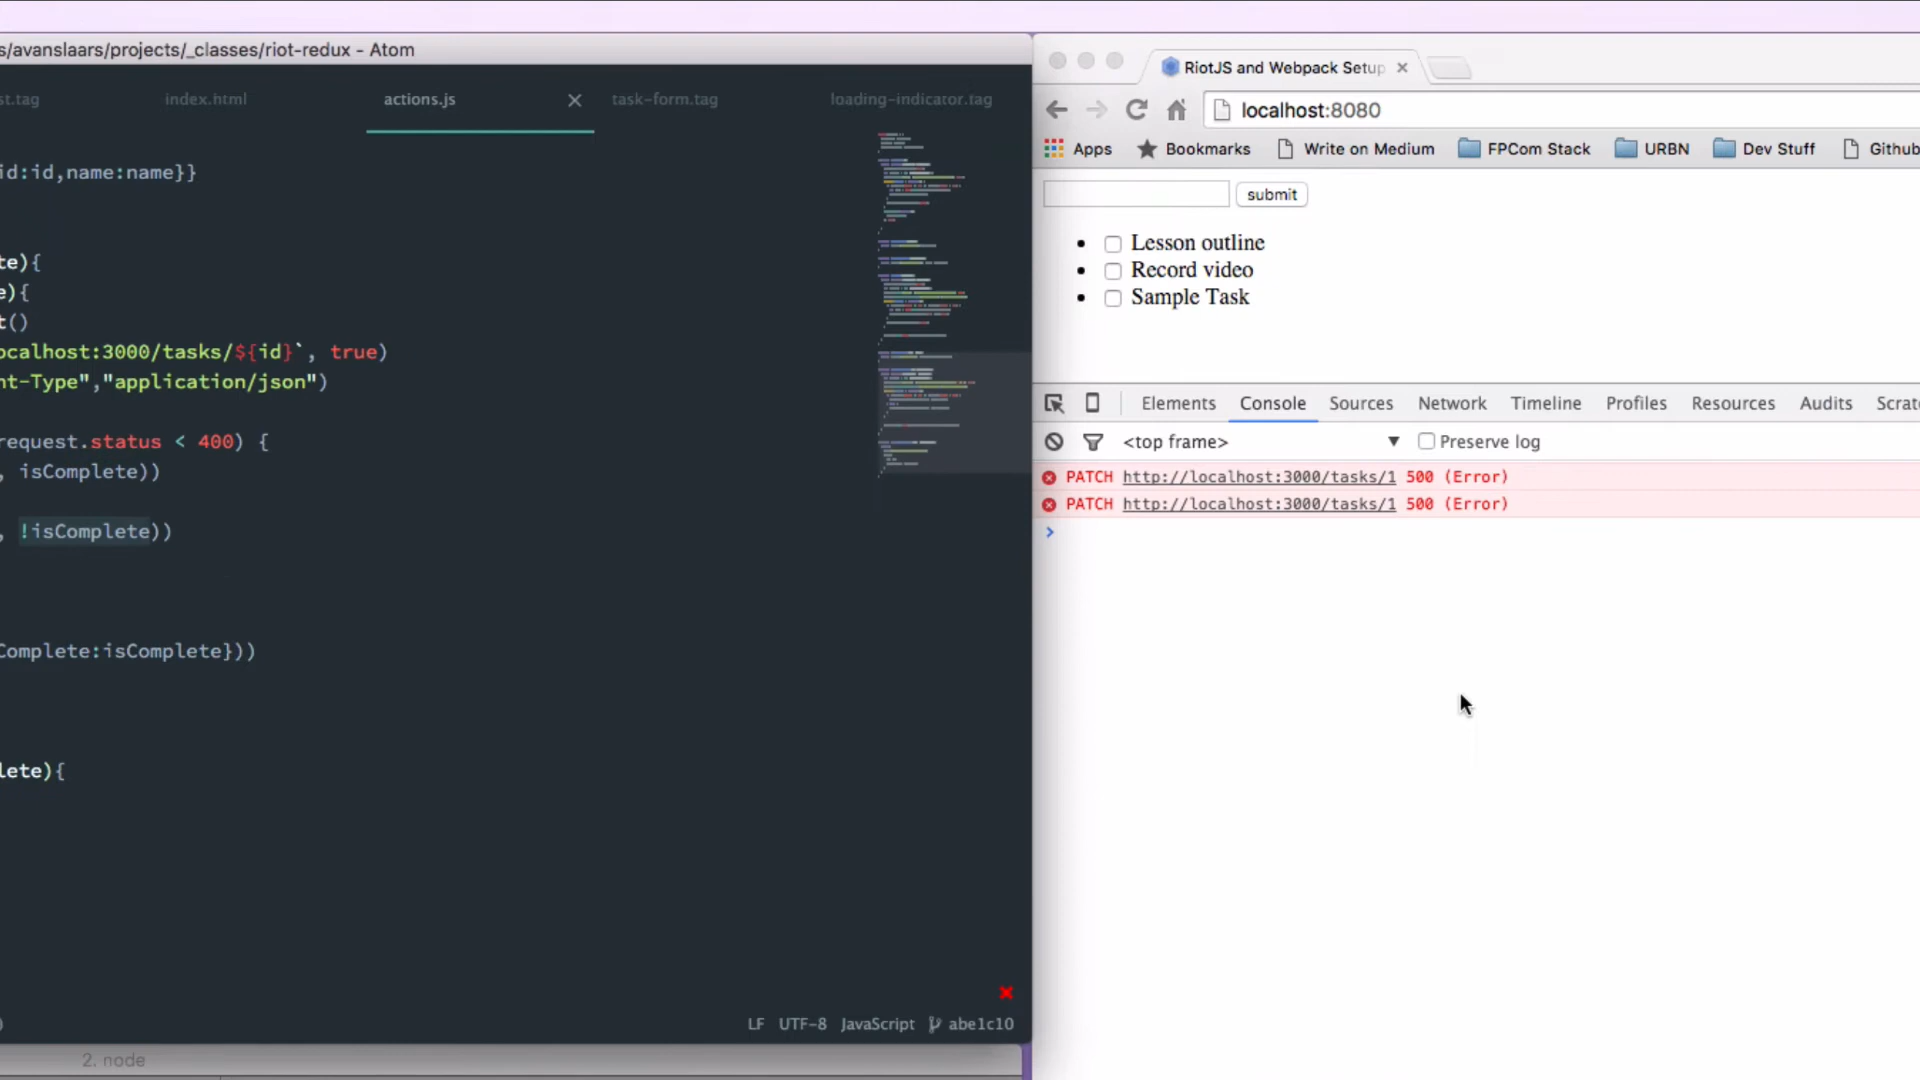 s/avanslaars/projects/_classes/riot-redux - Atom
st.tag
index.html
actions.js
task-form.tag
loading-indicator.tag
id:id,name:name}}
te){
e){
t()
ocalhost:3000/tasks/${id}`, true)
nt-Type","application/json")
request.status < 400) {
, isComplete))
, !isComplete))
Complete:isComplete}))
lete){
LF UTF-8 JavaScript abe1c10
2. node
RiotJS and Webpack Setup
localhost:8080
Apps Bookmarks Write on Medium FPCom Stack URBN Dev Stuff Github
submit
Lesson outline
Record video
Sample Task
Elements Console Sources Network Timeline Profiles Resources Audits Scrat
<top frame> ▼ Preserve log
PATCH http://localhost:3000/tasks/1 500 (Error)
PATCH http://localhost:3000/tasks/1 500 (Error)
>